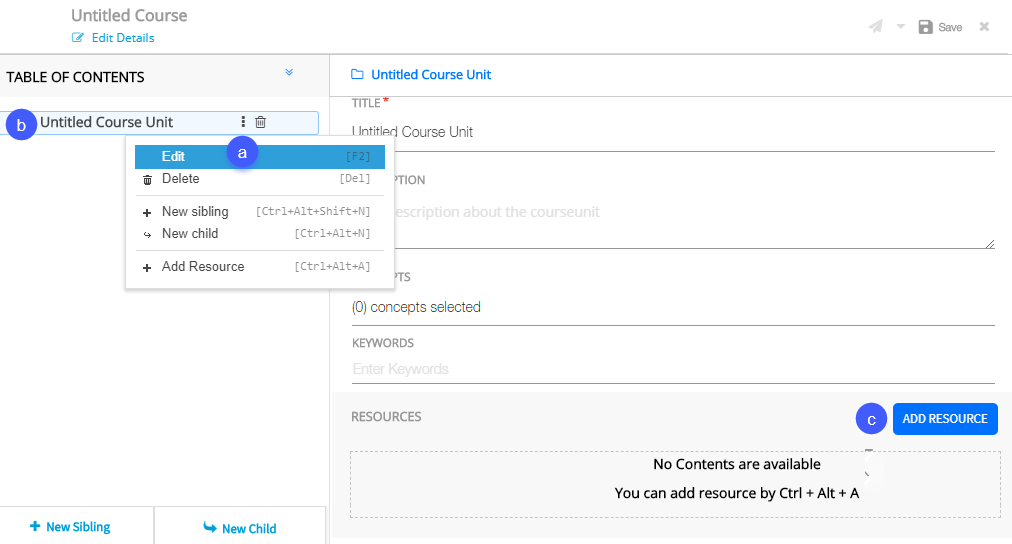 Untitled Course
Edit Details
Save
TABLE OF CONTENTS
Untitled Course Unit
b
Untitled Course Unit
a
Edit [F2]
Delete [Del]
New sibling [Ctrl+Alt+Shift+N]
New child [Ctrl+Alt+N]
Add Resource [Ctrl+Alt+A]
TITLE*
Untitled Course Unit
PTION
escription about the courseunit
PTS
(0) concepts selected
KEYWORDS
Enter Keywords
RESOURCES
c
ADD RESOURCE
No Contents are available
You can add resource by Ctrl + Alt + A
New Sibling
New Child